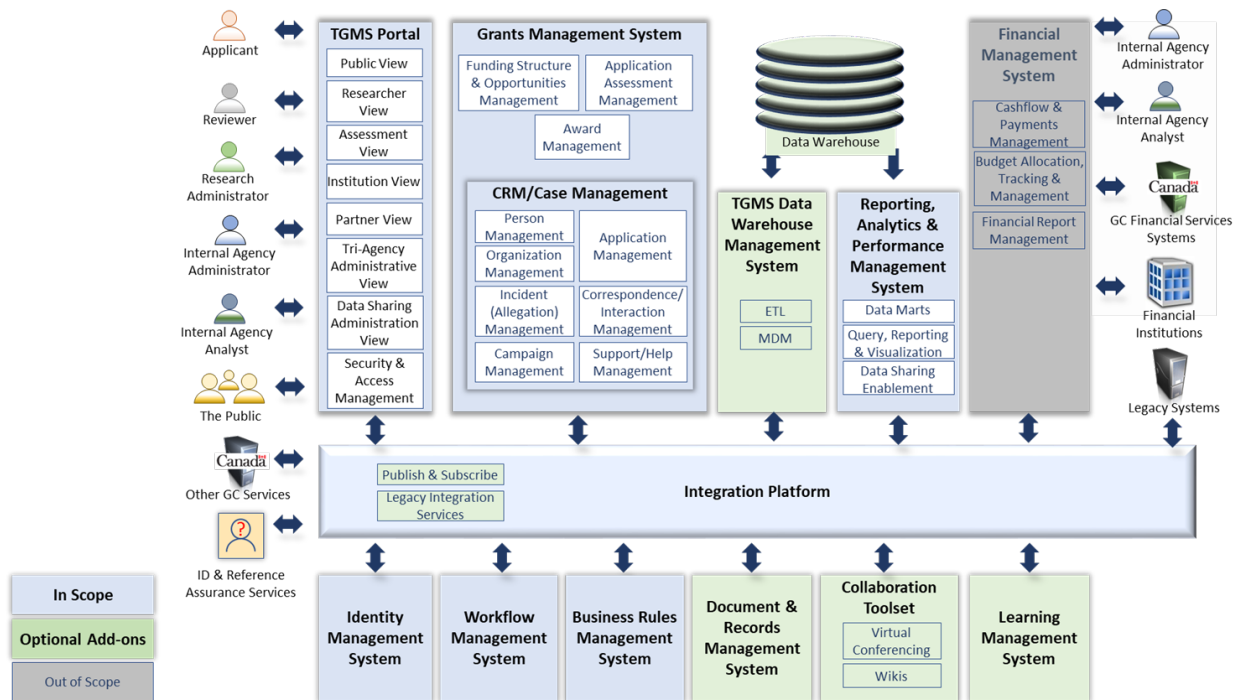 Applicant
Reviewer
Research
Administrator
Internal Agency
Administrator
Internal Agency
Analyst
The Public
Canada
Other GC Services
?
ID & Reference
Assurance Services
TGMS Portal
Public View
Researcher
View
Assessment
View
Institution View
Partner View
Tri-Agency
Administrative
View
Data Sharing
Administration
View
Security &
Access
Management
Grants Management System
Funding Structure
& Opportunities
Management
Application
Assessment
Management
Award
Management
CRM/Case Management
Person
Management
Organization
Management
Application
Management
Incident
(Allegation)
Management
Correspondence/
Interaction
Management
Campaign
Management
Support/Help
Management
Data Warehouse
TGMS Data
Warehouse
Management
System
ETL
MDM
Reporting,
Analytics &
Performance
Management
System
Data Marts
Query, Reporting
& Visualization
Data Sharing
Enablement
Financial
Management
System
Cashflow &
Payments
Management
Budget Allocation,
Tracking &
Management
Financial Report
Management
Internal Agency
Administrator
Internal Agency
Analyst
Canada
GC Financial Services
Systems
Financial
Institutions
Legacy Systems
Publish & Subscribe
Legacy Integration
Services
Integration Platform
In Scope
Optional Add-ons
Out of Scope
Identity
Management
System
Workflow
Management
System
Business Rules
Management
System
Document &
Records
Management
System
Collaboration
Toolset
Virtual
Conferencing
Wikis
Learning
Management
System